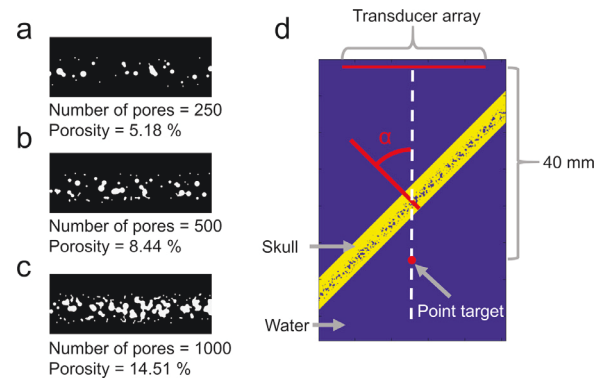 a
Number of pores = 250
Porosity = 5.18 %
b
Number of pores = 500
Porosity = 8.44 %
c
Number of pores = 1000
Porosity = 14.51 %
d
Transducer array
α
40 mm
Skull
Point target
Water